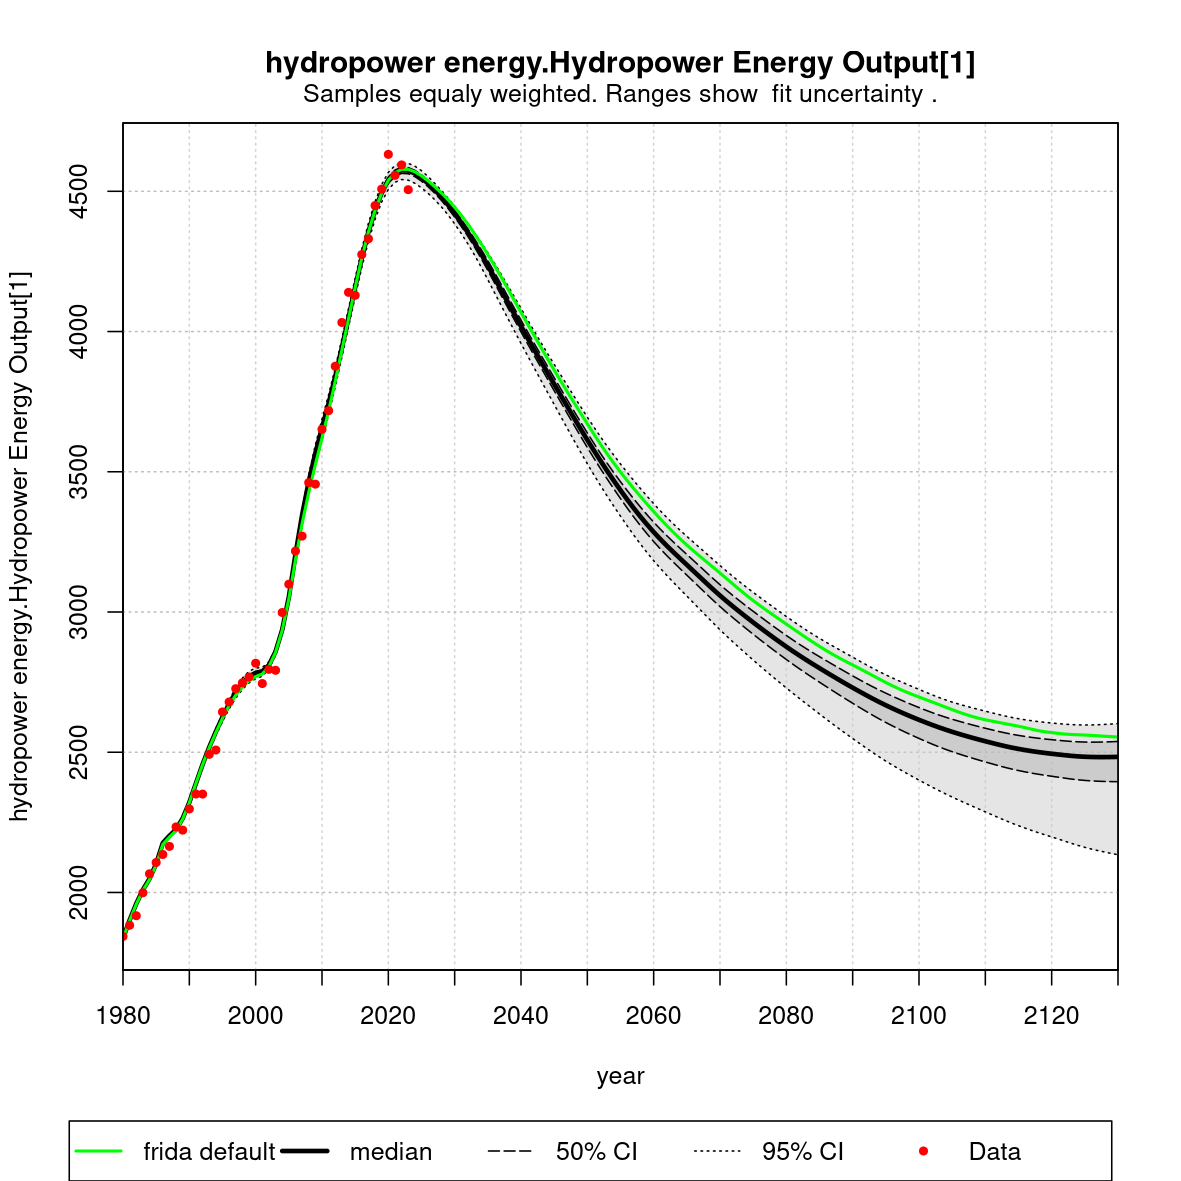 hydropower energy.Hydropower Energy Output[1]
Samples equaly weighted. Ranges show  fit uncertainty .
hydropower energy.Hydropower Energy Output[1]
4500
4000
3500
3000
2500
2000
1980 2000 2020 2040 2060 2080 2100 2120
year
frida default median 50% CI 95% CI Data